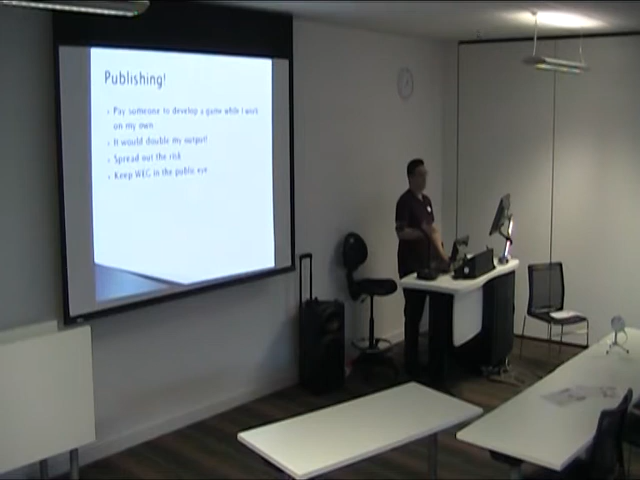 Publishing!
Pay someone to develop a game while I work
on my own
It would double my output!
Spread out the risk
Keep WEG in the public eye